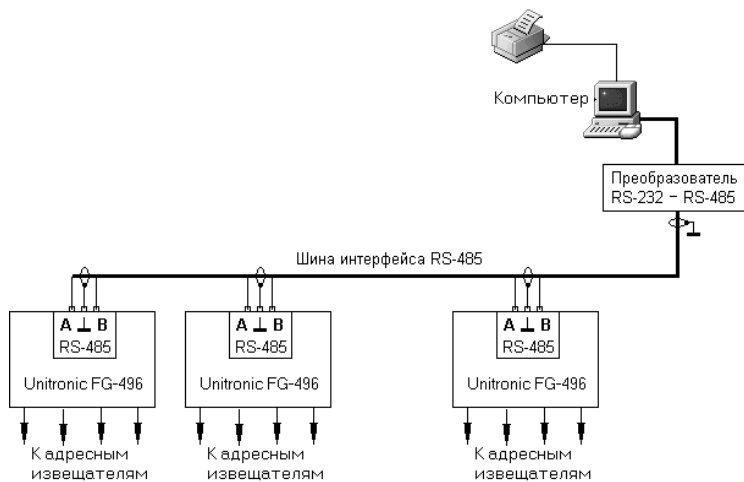 Компьютер
Преобразователь
RS-232 – RS-485
Шина интерфейса RS-485
A ⊥ B
RS-485
Unitronic FG-496
К адресным
извещателям
A ⊥ B
RS-485
Unitronic FG-496
К адресным
извещателям
A ⊥ B
RS-485
Unitronic FG-496
К адресным
извещателям